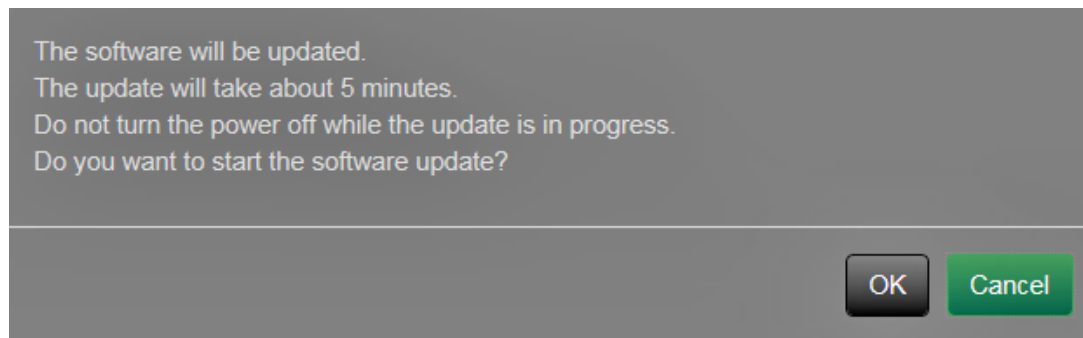 The software will be updated.
The update will take about 5 minutes.
Do not turn the power off while the update is in progress.
Do you want to start the software update?
OK
Cancel